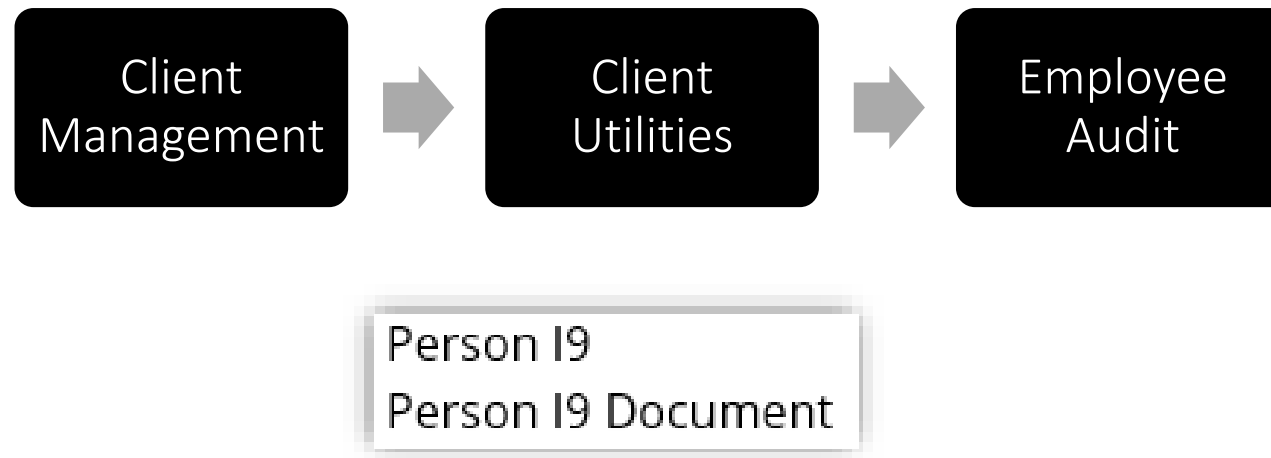 Client
Management
Client
Utilities
Employee
Audit
Person I9
Person I9 Document